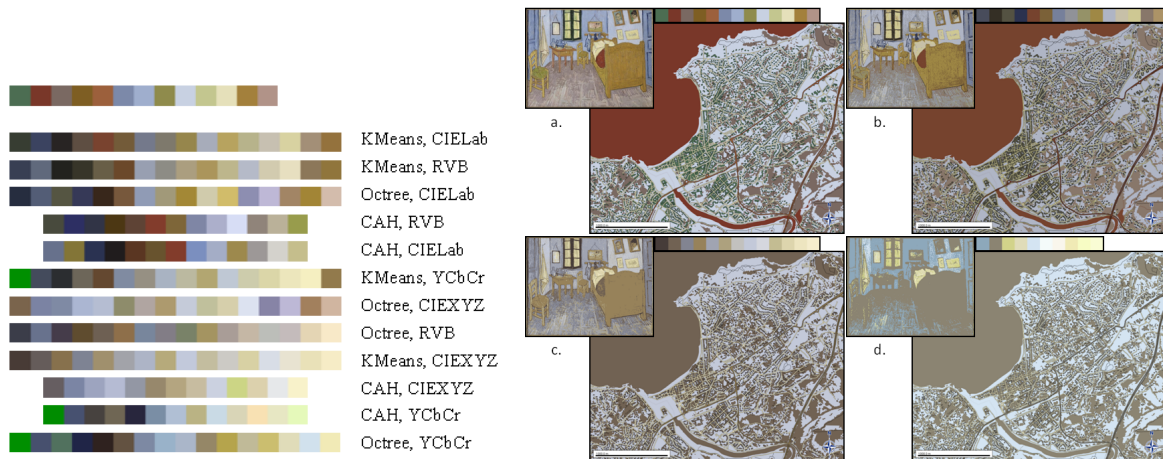 KMeans, CIELab
KMeans, RVB
Octree, CIELab
CAH, RVB
CAH, CIELab
KMeans, YCbCr
Octree, CIEXYZ
Octree, RVB
KMeans, CIEXYZ
CAH, CIEXYZ
CAH, YCbCr
Octree, YCbCr
a.
b.
c.
d.